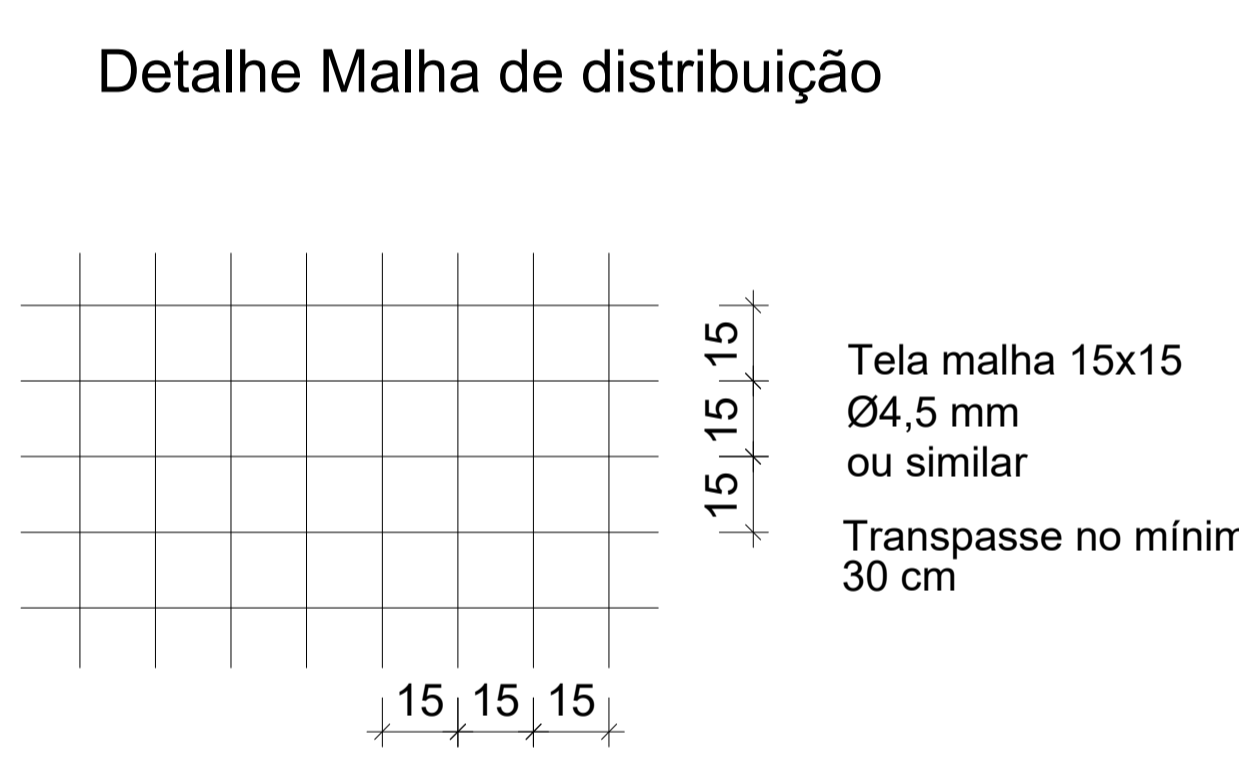 Detalhe Malha de distribuição
15
15
15
Tela malha 15x15
Ø4,5 mm
ou similar
Transpasse no
30 cm
15 15 15